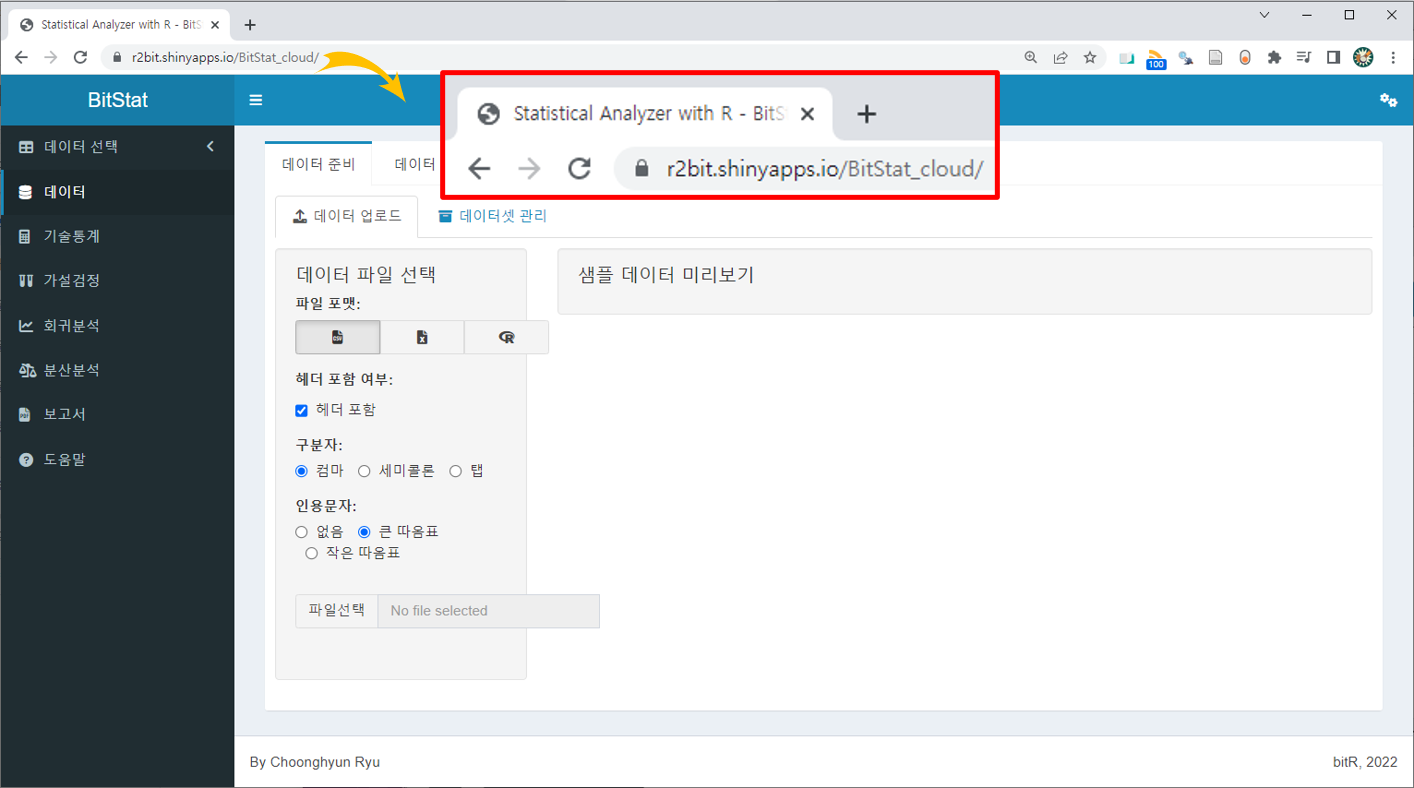 Statistical Analyzer with R - BitS
r2bit.shinyapps.io/BitStat_cloud/
100
Statistical Analyzer with R - BitS
r2bit.shinyapps.io/BitStat_cloud/
BitStat
데이터 선택
데이터
기술통계
가설검정
회귀분석
분산분석
보고서
도움말
데이터 준비 데이터
데이터 업로드 데이터셋 관리
데이터 파일 선택
샘플 데이터 미리보기
파일 포맷:
CSV X R
헤더 포함 여부:
헤더 포함
구분자:
컴마 세미콜론 탭
인용문자:
없음 큰 따옴표
작은 따옴표
파일선택 No file selected
By Choonghyun Ryu
bitR, 2022